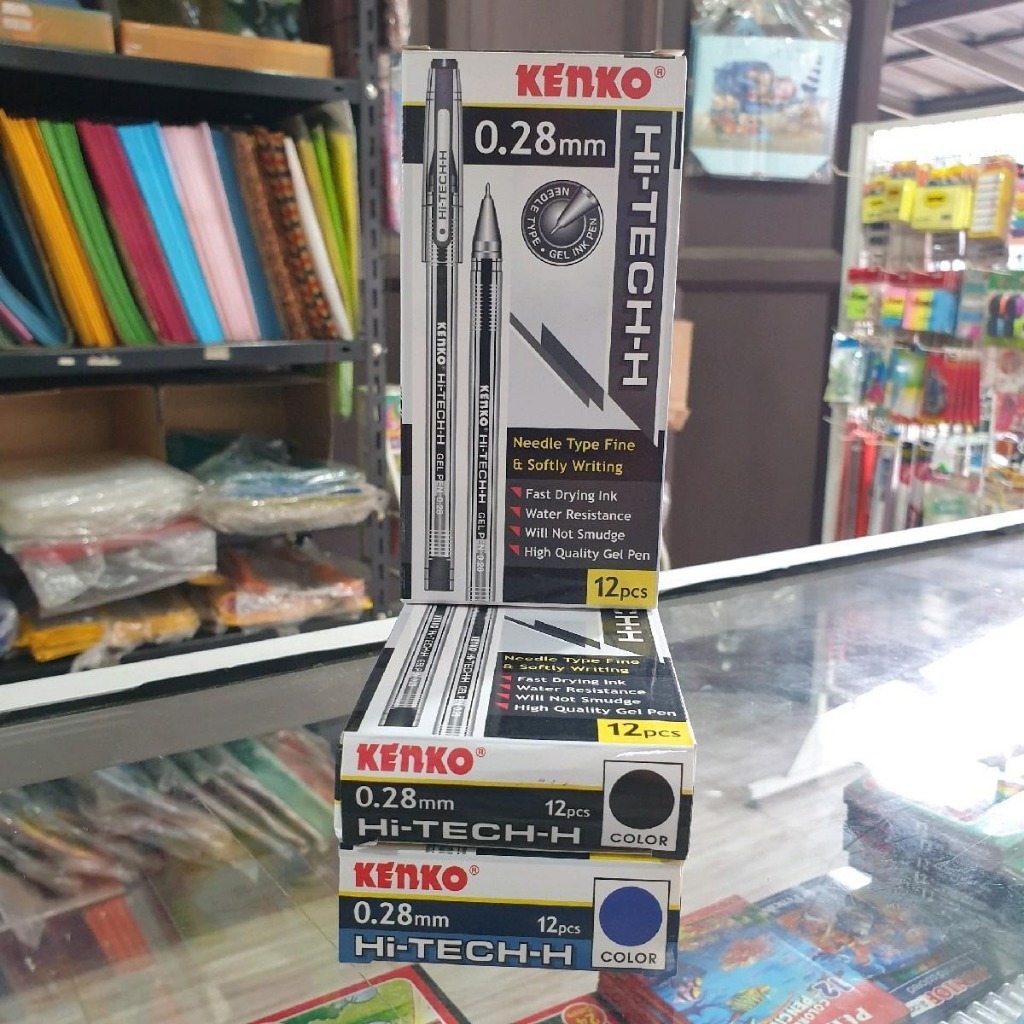 KENKO®
0.28mm
Hi-TECH-H
Hi-TECH-H
NEEDLE TYPE • GEL INK PEN
KENKO Hi-TECH-H GEL PEN 0.28
KENKO Hi-TECH-H GEL PEN 0.28
Needle Type Fine
& Softly Writing
Fast Drying Ink
Water Resistance
Will Not Smudge
High Quality Gel Pen
12pcs
Needle Type Fine
& Softly Writing
Fast Drying Ink
Water Resistance
Will Not Smudge
High Quality Gel Pen
12pcs
KENKO®
0.28mm 12pcs
Hi-TECH-H
COLOR
KENKO®
0.28mm 12pcs
Hi-TECH-H
COLOR